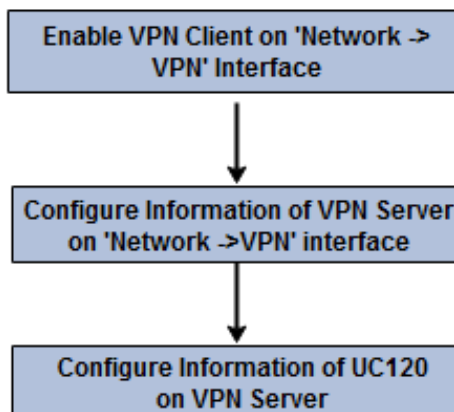 Enable VPN Client on 'Network ->
VPN' Interface
Configure Information of VPN Server
on 'Network ->VPN' interface
Configure Information of UC120
on VPN Server